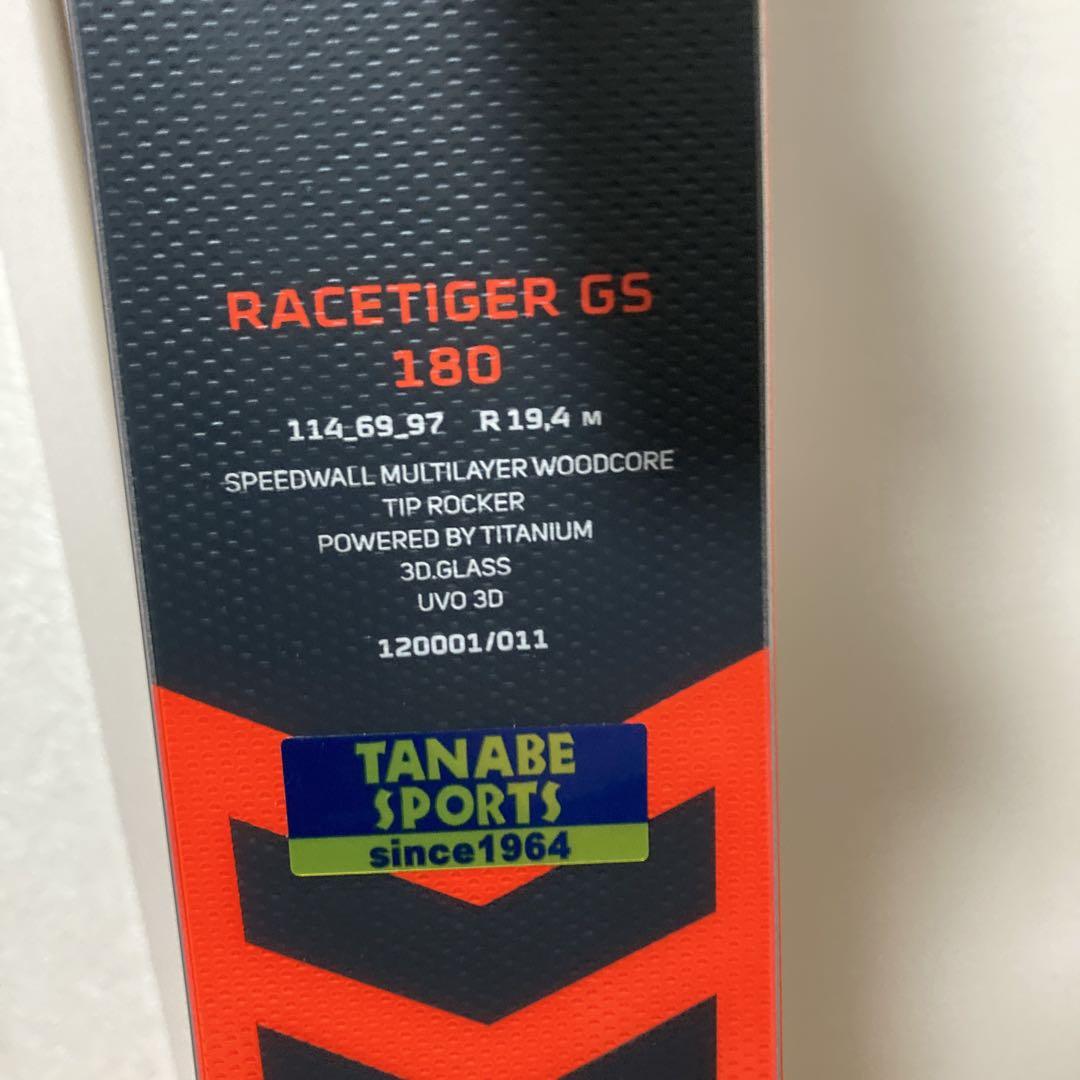 RACETIGER GS
180
114_69_97 R 19,4 M
SPEEDWALL MULTILAYER WOODCORE
TIP ROCKER
POWERED BY TITANIUM
3D.GLASS
UVO 3D
120001/011
TANABE
SPORTS
since1964